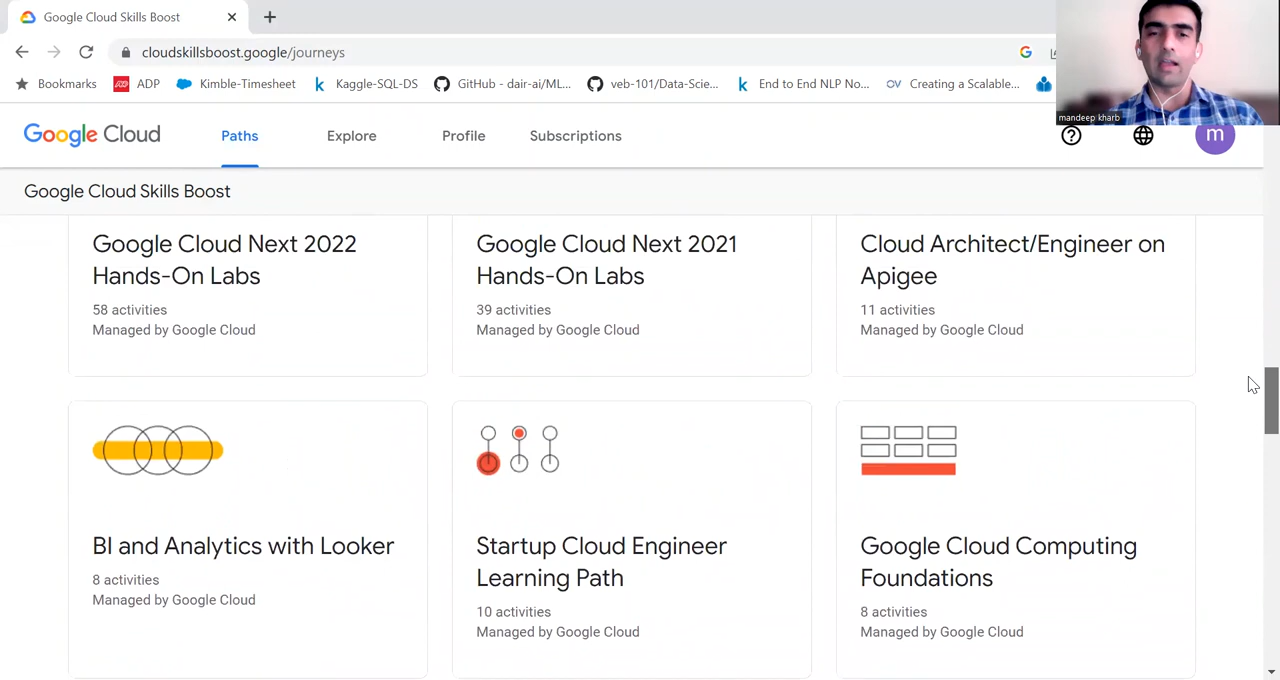 Google Cloud Skills Boost
cloudskillsboost.google/journeys
Bookmarks ADP Kimble-Timesheet Kaggle-SQL-DS GitHub - dair-ai/ML... veb-101/Data-Scie... End to End NLP No... OV Creating a Scalable...
mandeep kharb
Google Cloud Paths Explore Profile Subscriptions m
Google Cloud Skills Boost
Google Cloud Next 2022
Hands-On Labs
58 activities
Managed by Google Cloud
Google Cloud Next 2021
Hands-On Labs
39 activities
Managed by Google Cloud
Cloud Architect/Engineer on
Apigee
11 activities
Managed by Google Cloud
BI and Analytics with Looker
8 activities
Managed by Google Cloud
Startup Cloud Engineer
Learning Path
10 activities
Managed by Google Cloud
Google Cloud Computing
Foundations
8 activities
Managed by Google Cloud